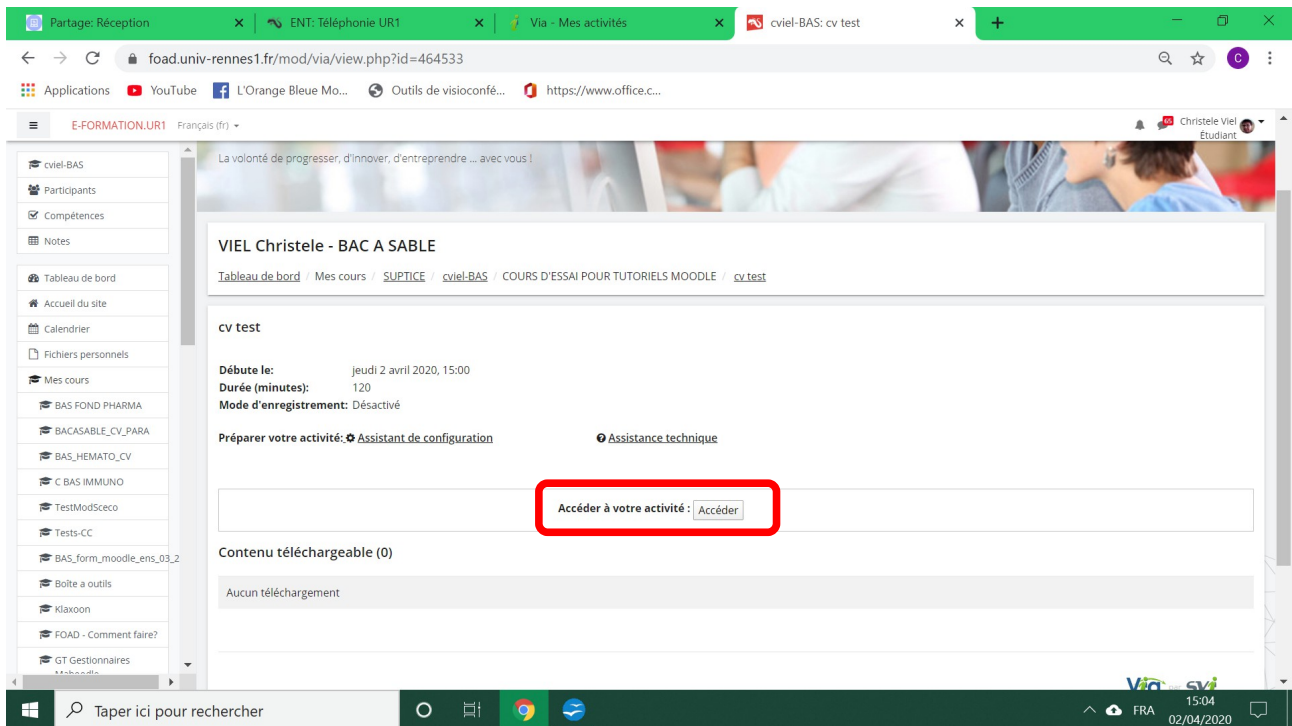 Partage: Réception
ENT: Téléphonie UR1
Via - Mes activités
cviel-BAS: cv test
foad.univ-rennes1.fr/mod/via/view.php?id=464533
C
Applications
YouTube
L'Orange Bleue Mo...
Outils de visioconfé...
https://www.office.c...
E-FORMATION.UR1
Français (fr)
65
Christele Viel
Étudiant
La volonté de progresser, d'innover, d'entreprendre ... avec vous !
cviel-BAS
Participants
Compétences
Notes
Tableau de bord
Accueil du site
Calendrier
Fichiers personnels
Mes cours
BAS FOND PHARMA
BACASABLE_CV_PARA
BAS_HEMATO_CV
C BAS IMMUNO
TestModSceco
Tests-CC
BAS_form_moodle_ens_03_2
Boîte a outils
Klaxoon
FOAD - Comment faire?
GT Gestionnaires
VIEL Christele - BAC A SABLE
Tableau de bord / Mes cours / SUPTICE / cviel-BAS / COURS D'ESSAI POUR TUTORIELS MOODLE / cv test
cv test
Débute le: jeudi 2 avril 2020, 15:00
Durée (minutes): 120
Mode d'enregistrement: Désactivé
Préparer votre activité: Assistant de configuration
Assistance technique
Accéder à votre activité : Accéder
Contenu téléchargeable (0)
Aucun téléchargement
Via
svi
Taper ici pour rechercher
FRA
15:04
02/04/2020